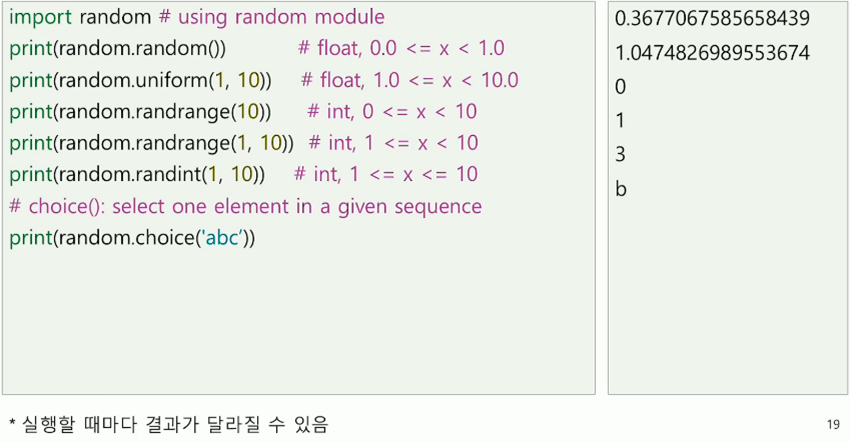 import random # using random module
print(random.random()) # float, 0.0 <= x < 1.0
print(random.uniform(1, 10)) # float, 1.0 <= x < 10.0
print(random.randrange(10)) # int, 0 <= x < 10
print(random.randrange(1, 10)) # int, 1 <= x < 10
print(random.randint(1, 10)) # int, 1 <= x <= 10
# choice(): select one element in a given sequence
print(random.choice('abc’))
0.3677067585658439
1.0474826989553674
0
1
3
b
* 실행할 때마다 결과가 달라질 수 있음
19